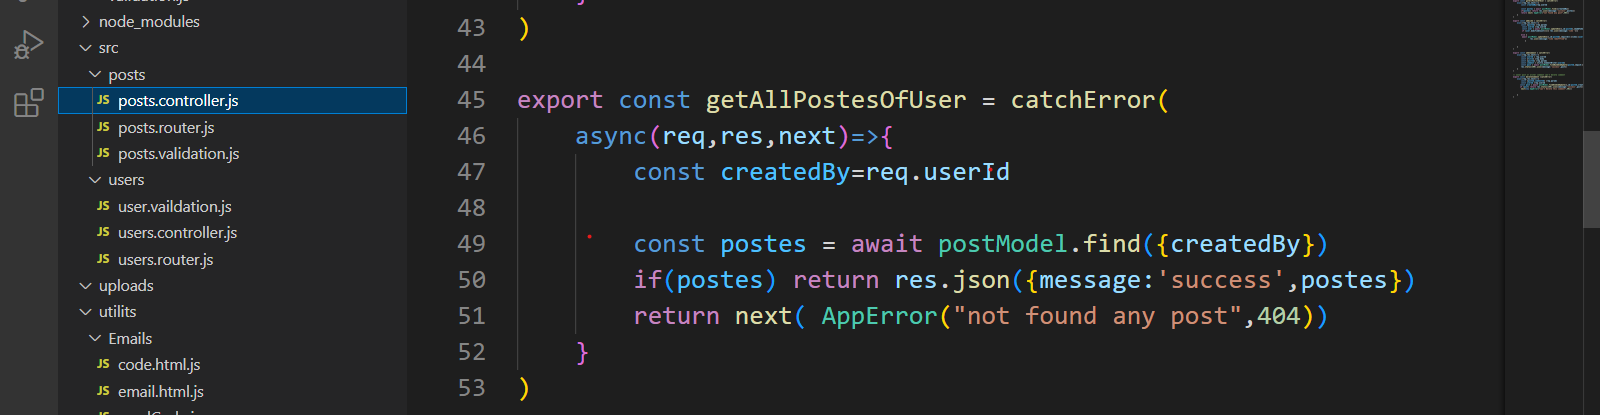 node_modules
src
posts
JS posts.controller.js
JS posts.router.js
JS posts.validation.js
users
JS user.vaildation.js
JS users.controller.js
JS users.router.js
uploads
utilits
Emails
JS code.html.js
JS email.html.js
}
43 )
44
45 export const getAllPostesOfUser = catchError(
46 async(req,res,next)=>{
47 const createdBy=req.userId
48
49 const postes = await postModel.find({createdBy})
50 if(postes) return res.json({message:'success',postes})
51 return next( AppError("not found any post",404))
52 }
53 )